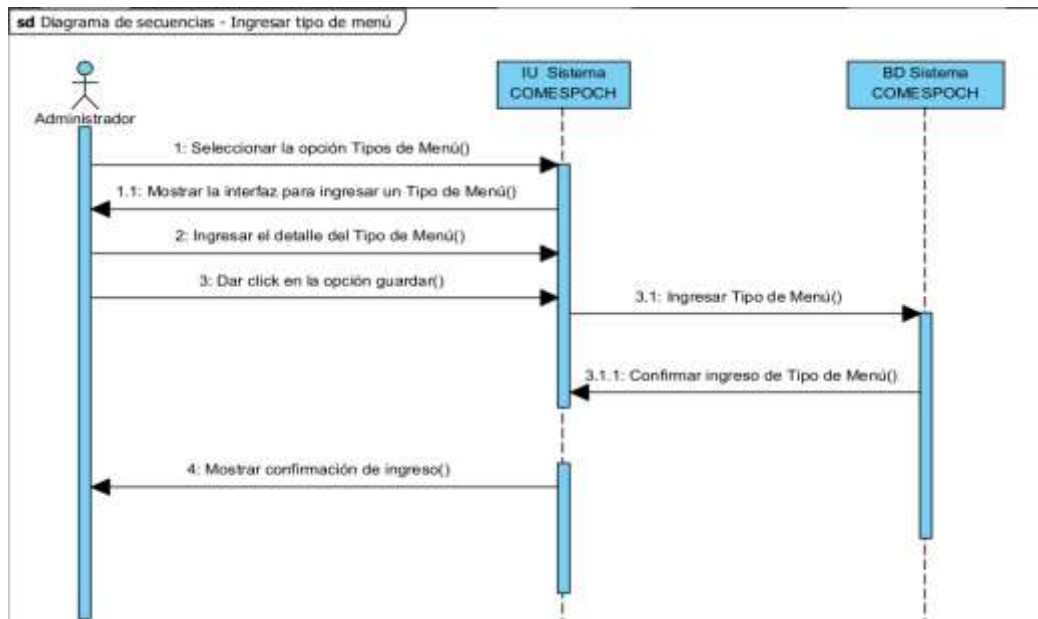 sd Diagrama de secuencias - Ingresar tipo de menú
IU Sistema
COMESPOCH
BD Sistema
COMESPOCH
Administrador
1: Seleccionar la opción Tipos de Menú()
1.1: Mostrar la interfaz para ingresar un Tipo de Menú()
2: Ingresar el detalle del Tipo de Menú()
3: Dar click en la opción guardar()
3.1: Ingresar Tipo de Menú()
3.1.1: Confirmar ingreso de Tipo de Menú()
4: Mostrar confirmación de ingreso()